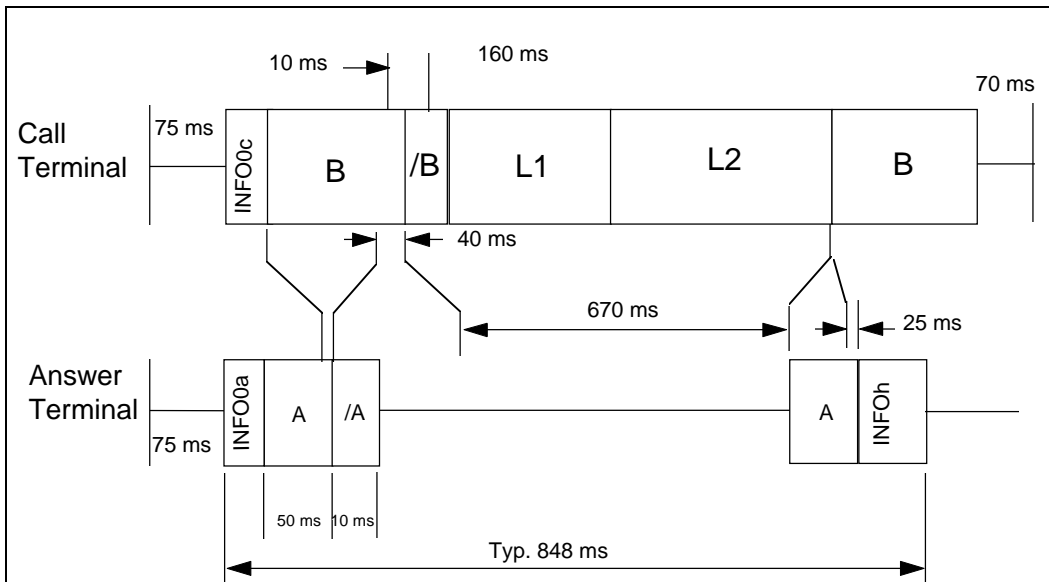 10 ms
160 ms
70 ms
75 ms
Call
Terminal
INFO0c
B
/B
L1
L2
B
40 ms
670 ms
25 ms
Answer
Terminal
INFO0a
A
/A
A
INFOh
75 ms
50 ms
10 ms
Typ. 848 ms